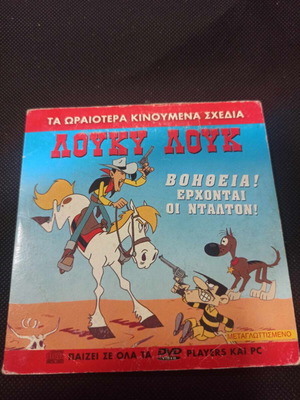 ΤΑ ΩΡΑΙΟΤΕΡΑ ΚΙΝΟΥΜΕΝΑ ΣΧΕΔΙΑ
ΛΟΥΚΥ ΛΟΥΚ
ΒΟΗΘΕΙΑ!
ΕΡΧΟΝΤΑΙ
ΟΙ ΝΤΑΛΤΟΝ!
ΜΕΤΑΓΛΩΤΤΙΣΜΕΝΟ
ΠΑΙΖΕΙ ΣΕ ΟΛΑ ΤΑ DVD PLAYERS ΚΑΙ PC